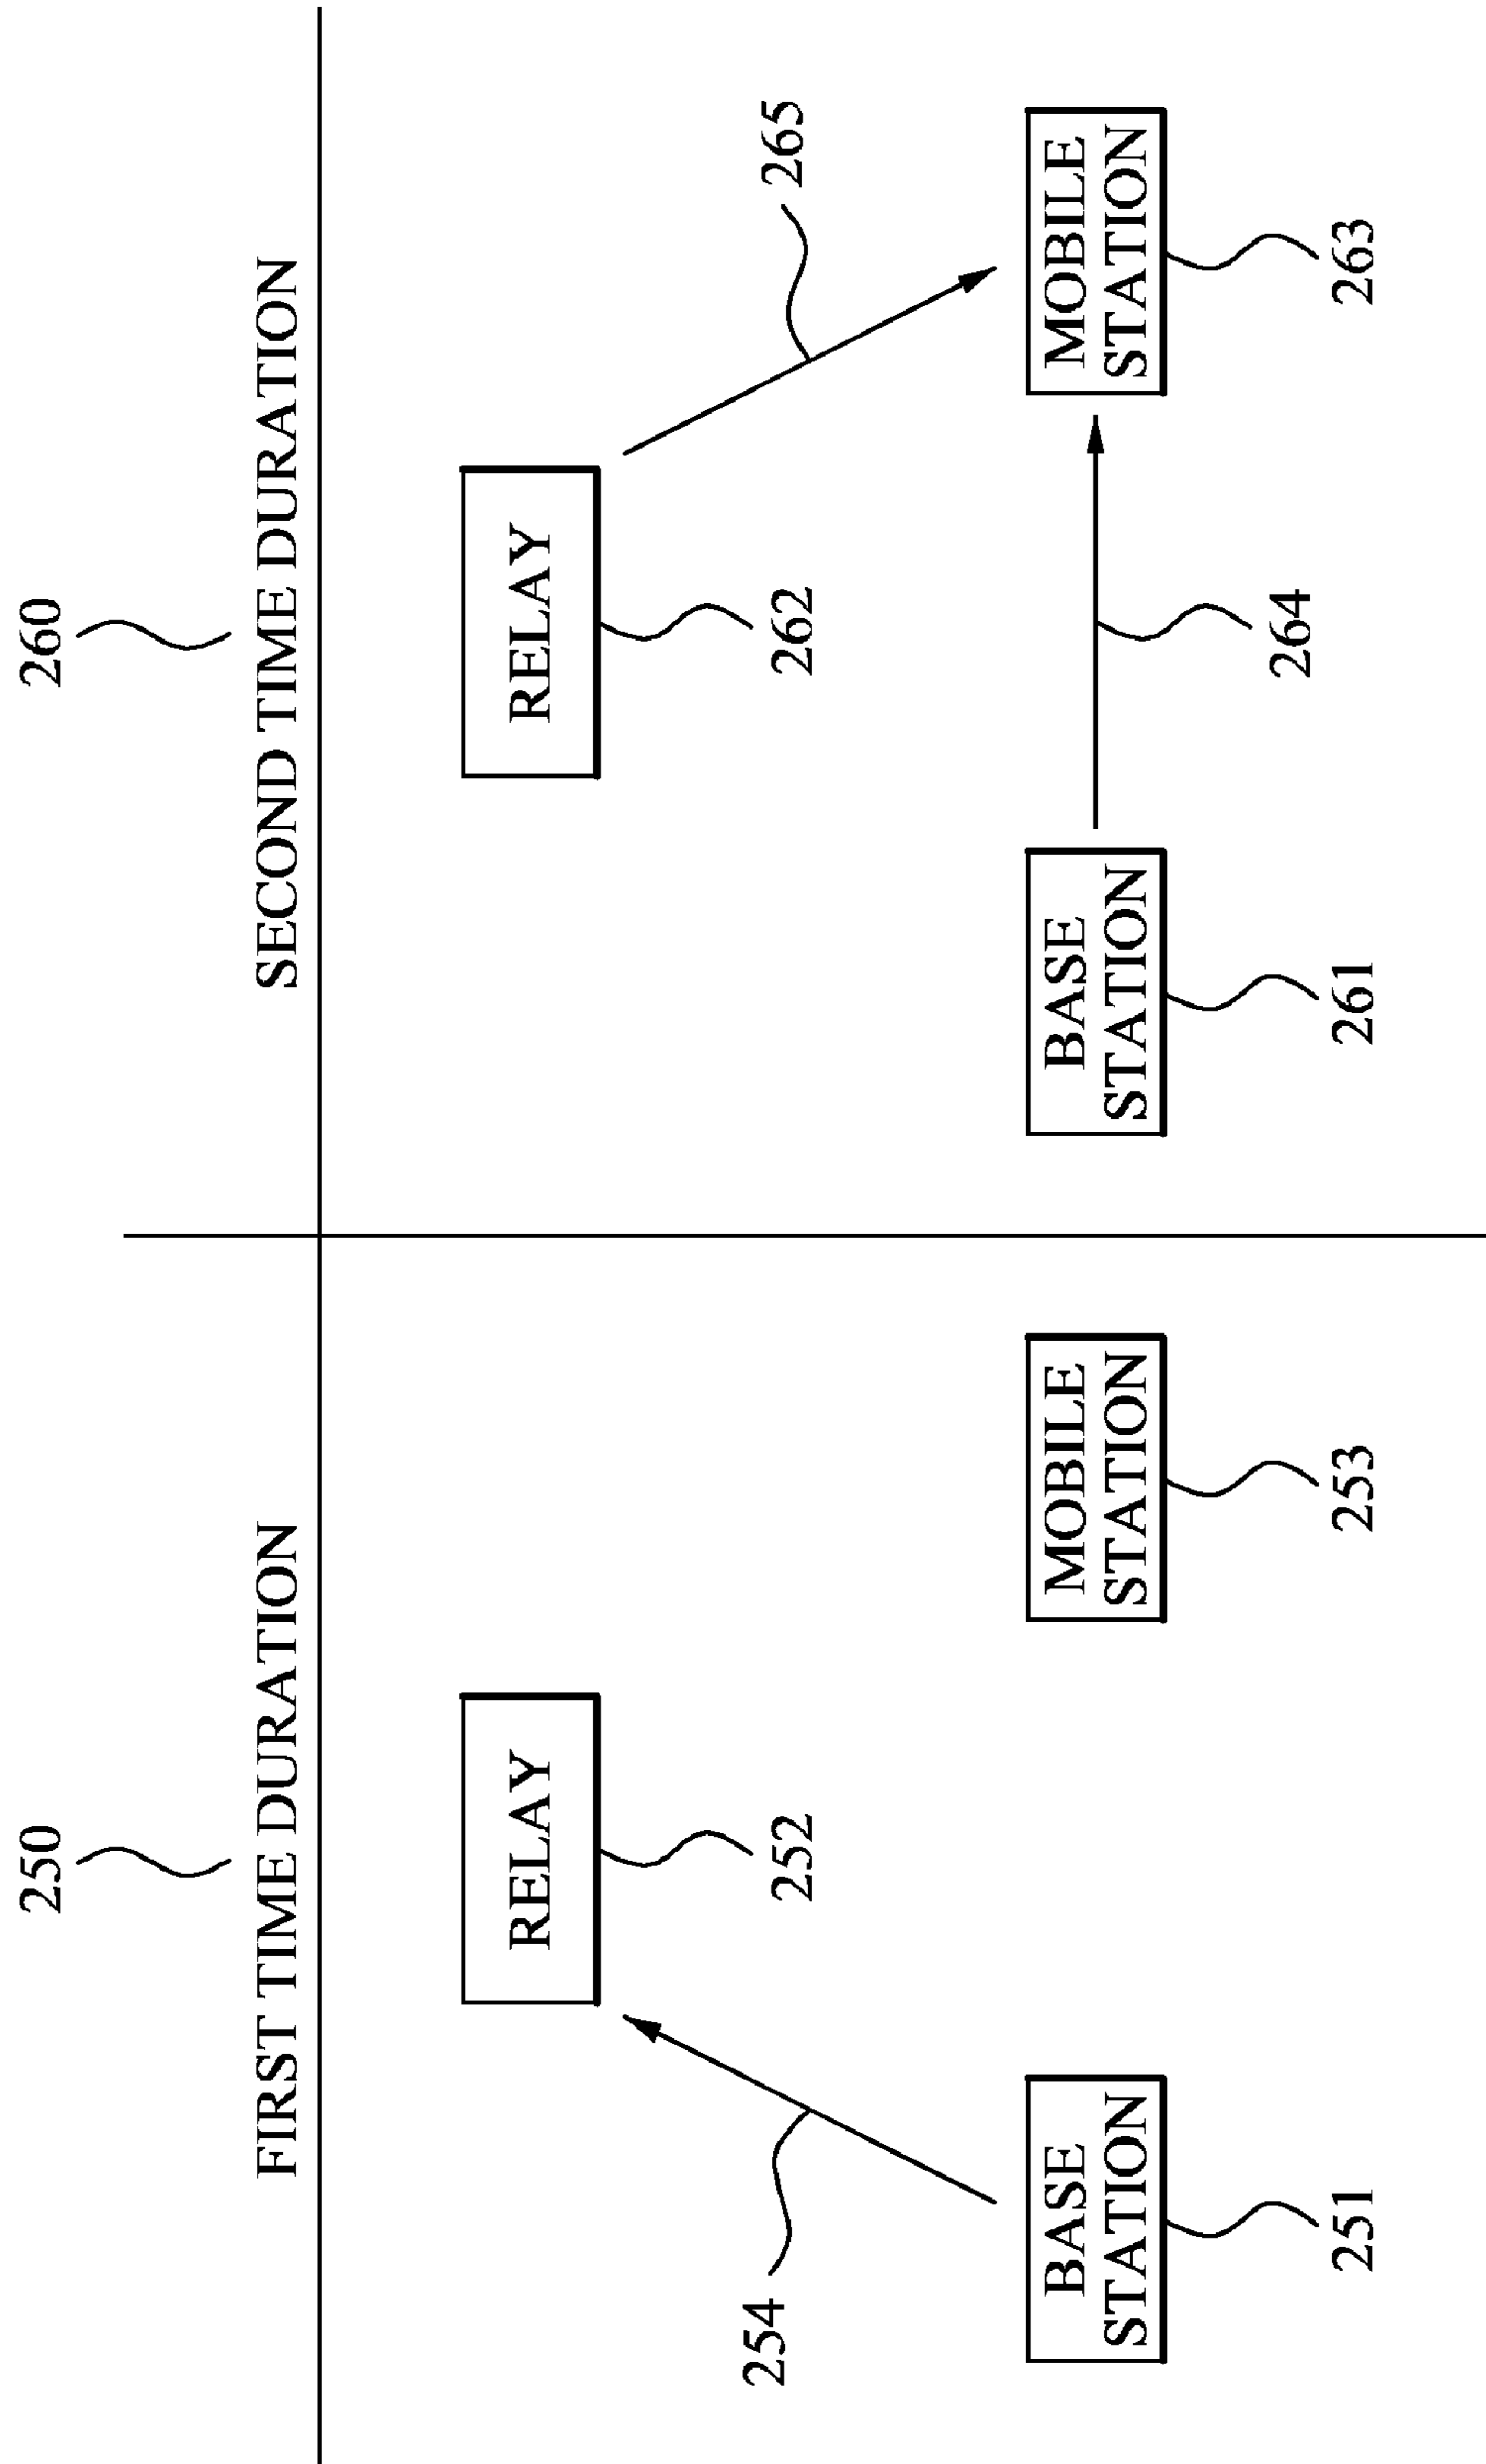 250
FIRST TIME DURATION
RELAY
252
254
BASE
STATION
251
MOBILE
STATION
253
260
SECOND TIME DURATION
RELAY
262
265
BASE
STATION
261
264
MOBILE
STATION
263